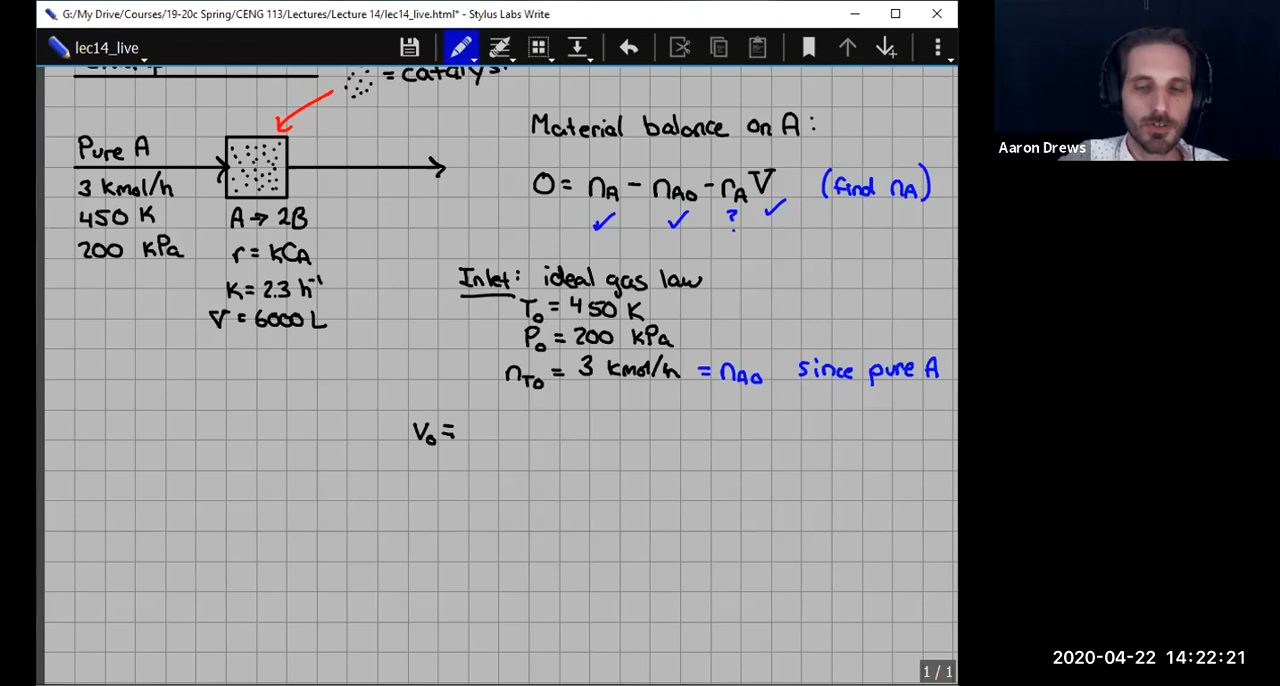 G:/My Drive/Courses/19-20c Spring/CENG 113/Lectures/Lecture 14/lec14_live.html* - Stylus Labs Write
lec14_live
Pure A
3 kmol/h
450 K
200 kPa
A → 2B
r = kCA
K = 2.3 h⁻¹
V = 6000 L
Material balance on A:
0 = nA - nA0 - rAV (find nA)
?
Inlet: ideal gas law
T0 = 450 K
P0 = 200 kPa
nT0 = 3 kmol/h = nA0 since pure A
V0 =
1 / 1
Aaron Drews
2020-04-22 14:22:21